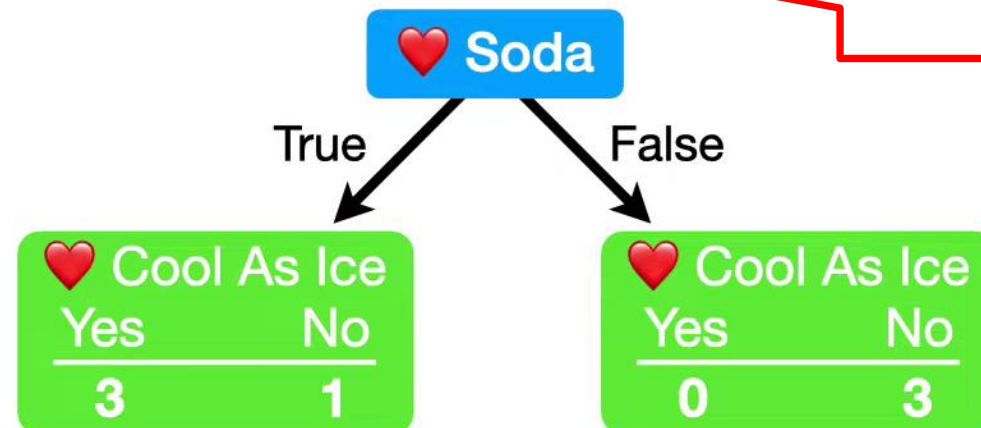 ❤️ Soda
True False
❤️ Cool As Ice ❤️ Cool As Ice
Yes No Yes No
3 1 0 3